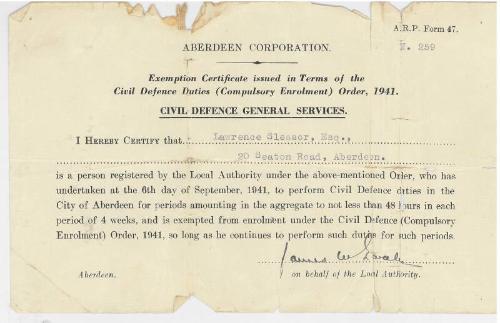 A.R.P. Form 47.
ABERDEEN CORPORATION.
E. 259
Exemption Certificate issued in Terms of the
Civil Defence Duties (Compulsory Enrolment) Order, 1941.
CIVIL DEFENCE GENERAL SERVICES.
I HEREBY CERTIFY that Lawrence Slessor, Esq.,
20 Seaton Road, Aberdeen.
is a person registered by the Local Authority under the above-mentioned Order, who has
undertaken at the 6th day of September, 1941, to perform Civil Defence duties in the
City of Aberdeen for periods amounting in the aggregate to not less than 48 hours in each
period of 4 weeks, and is exempted from enrolment under the Civil Defence (Compulsory
Enrolment) Order, 1941, so long as he continues to perform such duties for such periods.
James W
Aberdeen.
on behalf of the Local Authority.